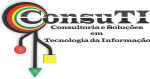 ConsuTI
Consultoria e Soluções
em
Tecnologia da Informação